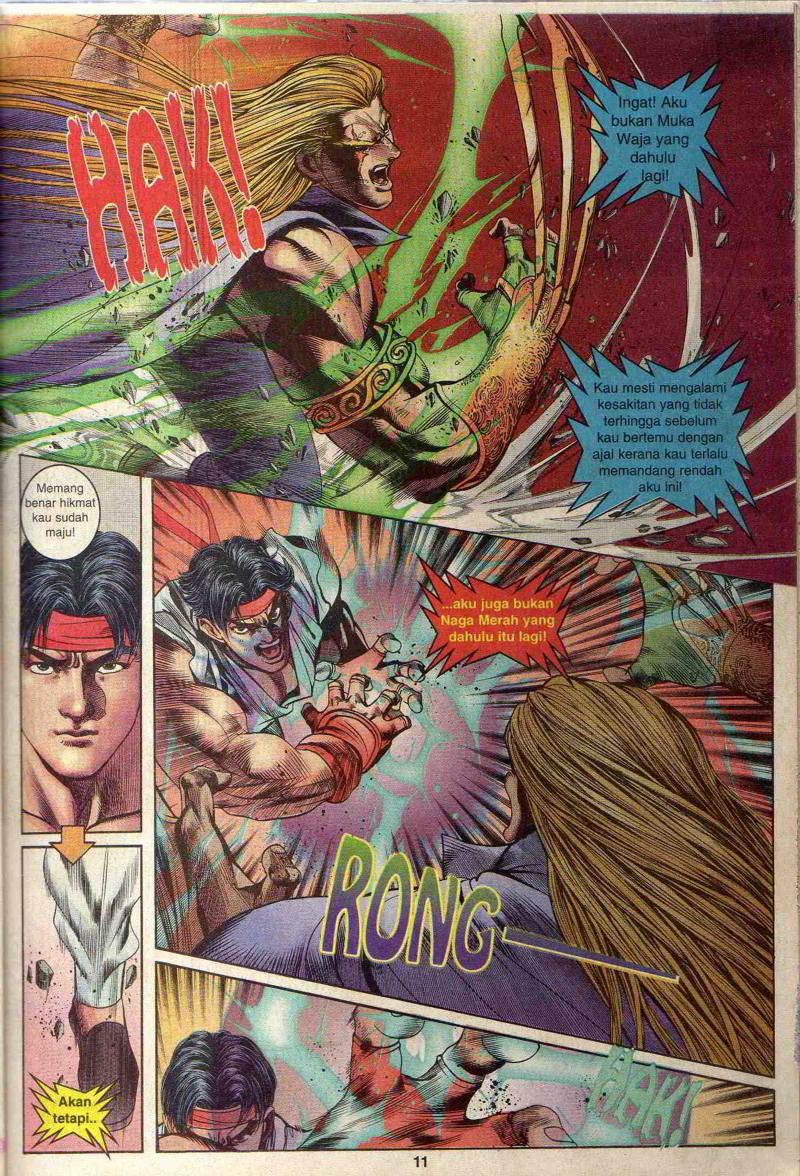 HAK!
Ingat! Aku
bukan Muka
Waja yang
dahulu
lagi!
Kau mesti mengalami
kesakitan yang tidak
terhingga sebelum
kau bertemu dengan
ajal kerana kau terlalu
memandang rendah
aku ini!
Memang
benar hikmat
kau sudah
maju!
Akan
tetapi..
...aku juga bukan
Naga Merah yang
dahulu itu lagi!
RONG
HAK!
11